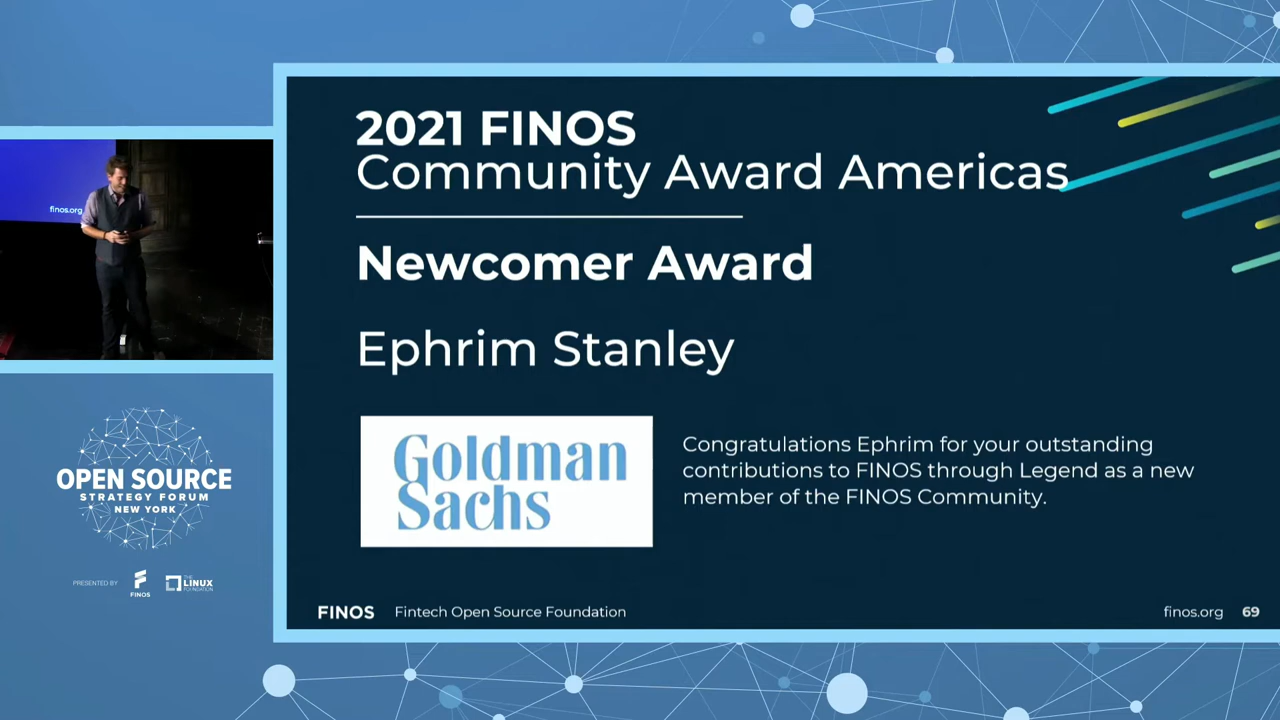 2021 FINOS
Community Award Americas
Newcomer Award
Ephrim Stanley
Goldman
Sachs
Congratulations Ephrim for your outstanding
contributions to FINOS through Legend as a new
member of the FINOS Community.
FINOS Fintech Open Source Foundation
finos.org 69
finos.org
OPEN SOURCE
STRATEGY FORUM
NEW YORK
PRESENTED BY
FINOS
THE
LINUX
FOUNDATION